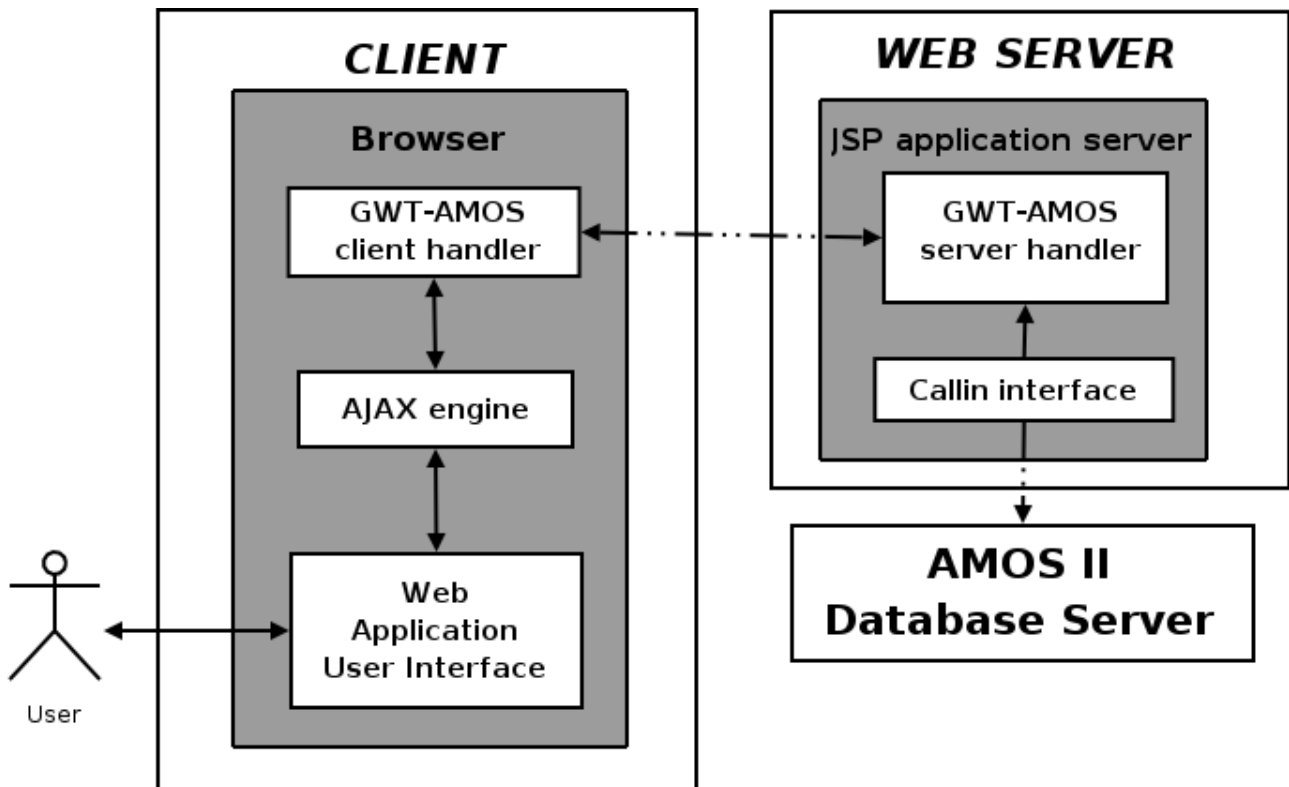 CLIENT
Browser
GWT-AMOS
client handler
AJAX engine
Web
Application
User Interface
User
WEB SERVER
JSP application server
GWT-AMOS
server handler
Callin interface
AMOS II
Database Server